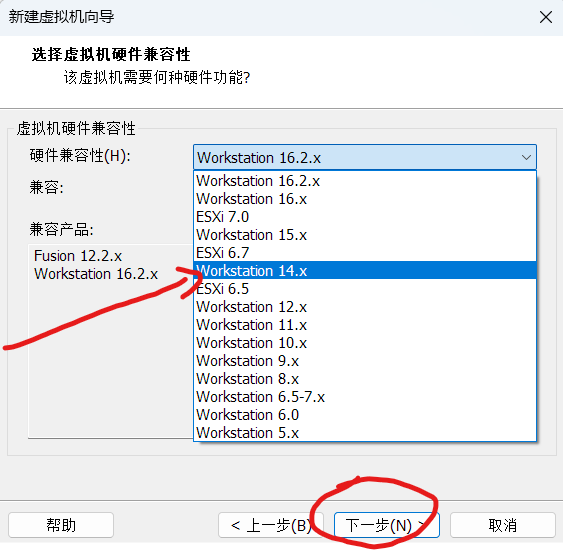 新建虚拟机向导
选择虚拟机硬件兼容性
该虚拟机需要何种硬件功能?
虚拟机硬件兼容性
硬件兼容性(H):
Workstation 16.2.x
兼容:
Workstation 16.2.x
Workstation 16.x
ESXi 7.0
Workstation 15.x
ESXi 6.7
Workstation 14.x
ESXi 6.5
Workstation 12.x
Workstation 11.x
Workstation 10.x
Workstation 9.x
Workstation 8.x
Workstation 6.5-7.x
Workstation 6.0
Workstation 5.x
兼容产品:
Fusion 12.2.x
Workstation 16.2.x
帮助
< 上一步(B)
下一步(N) >
取消